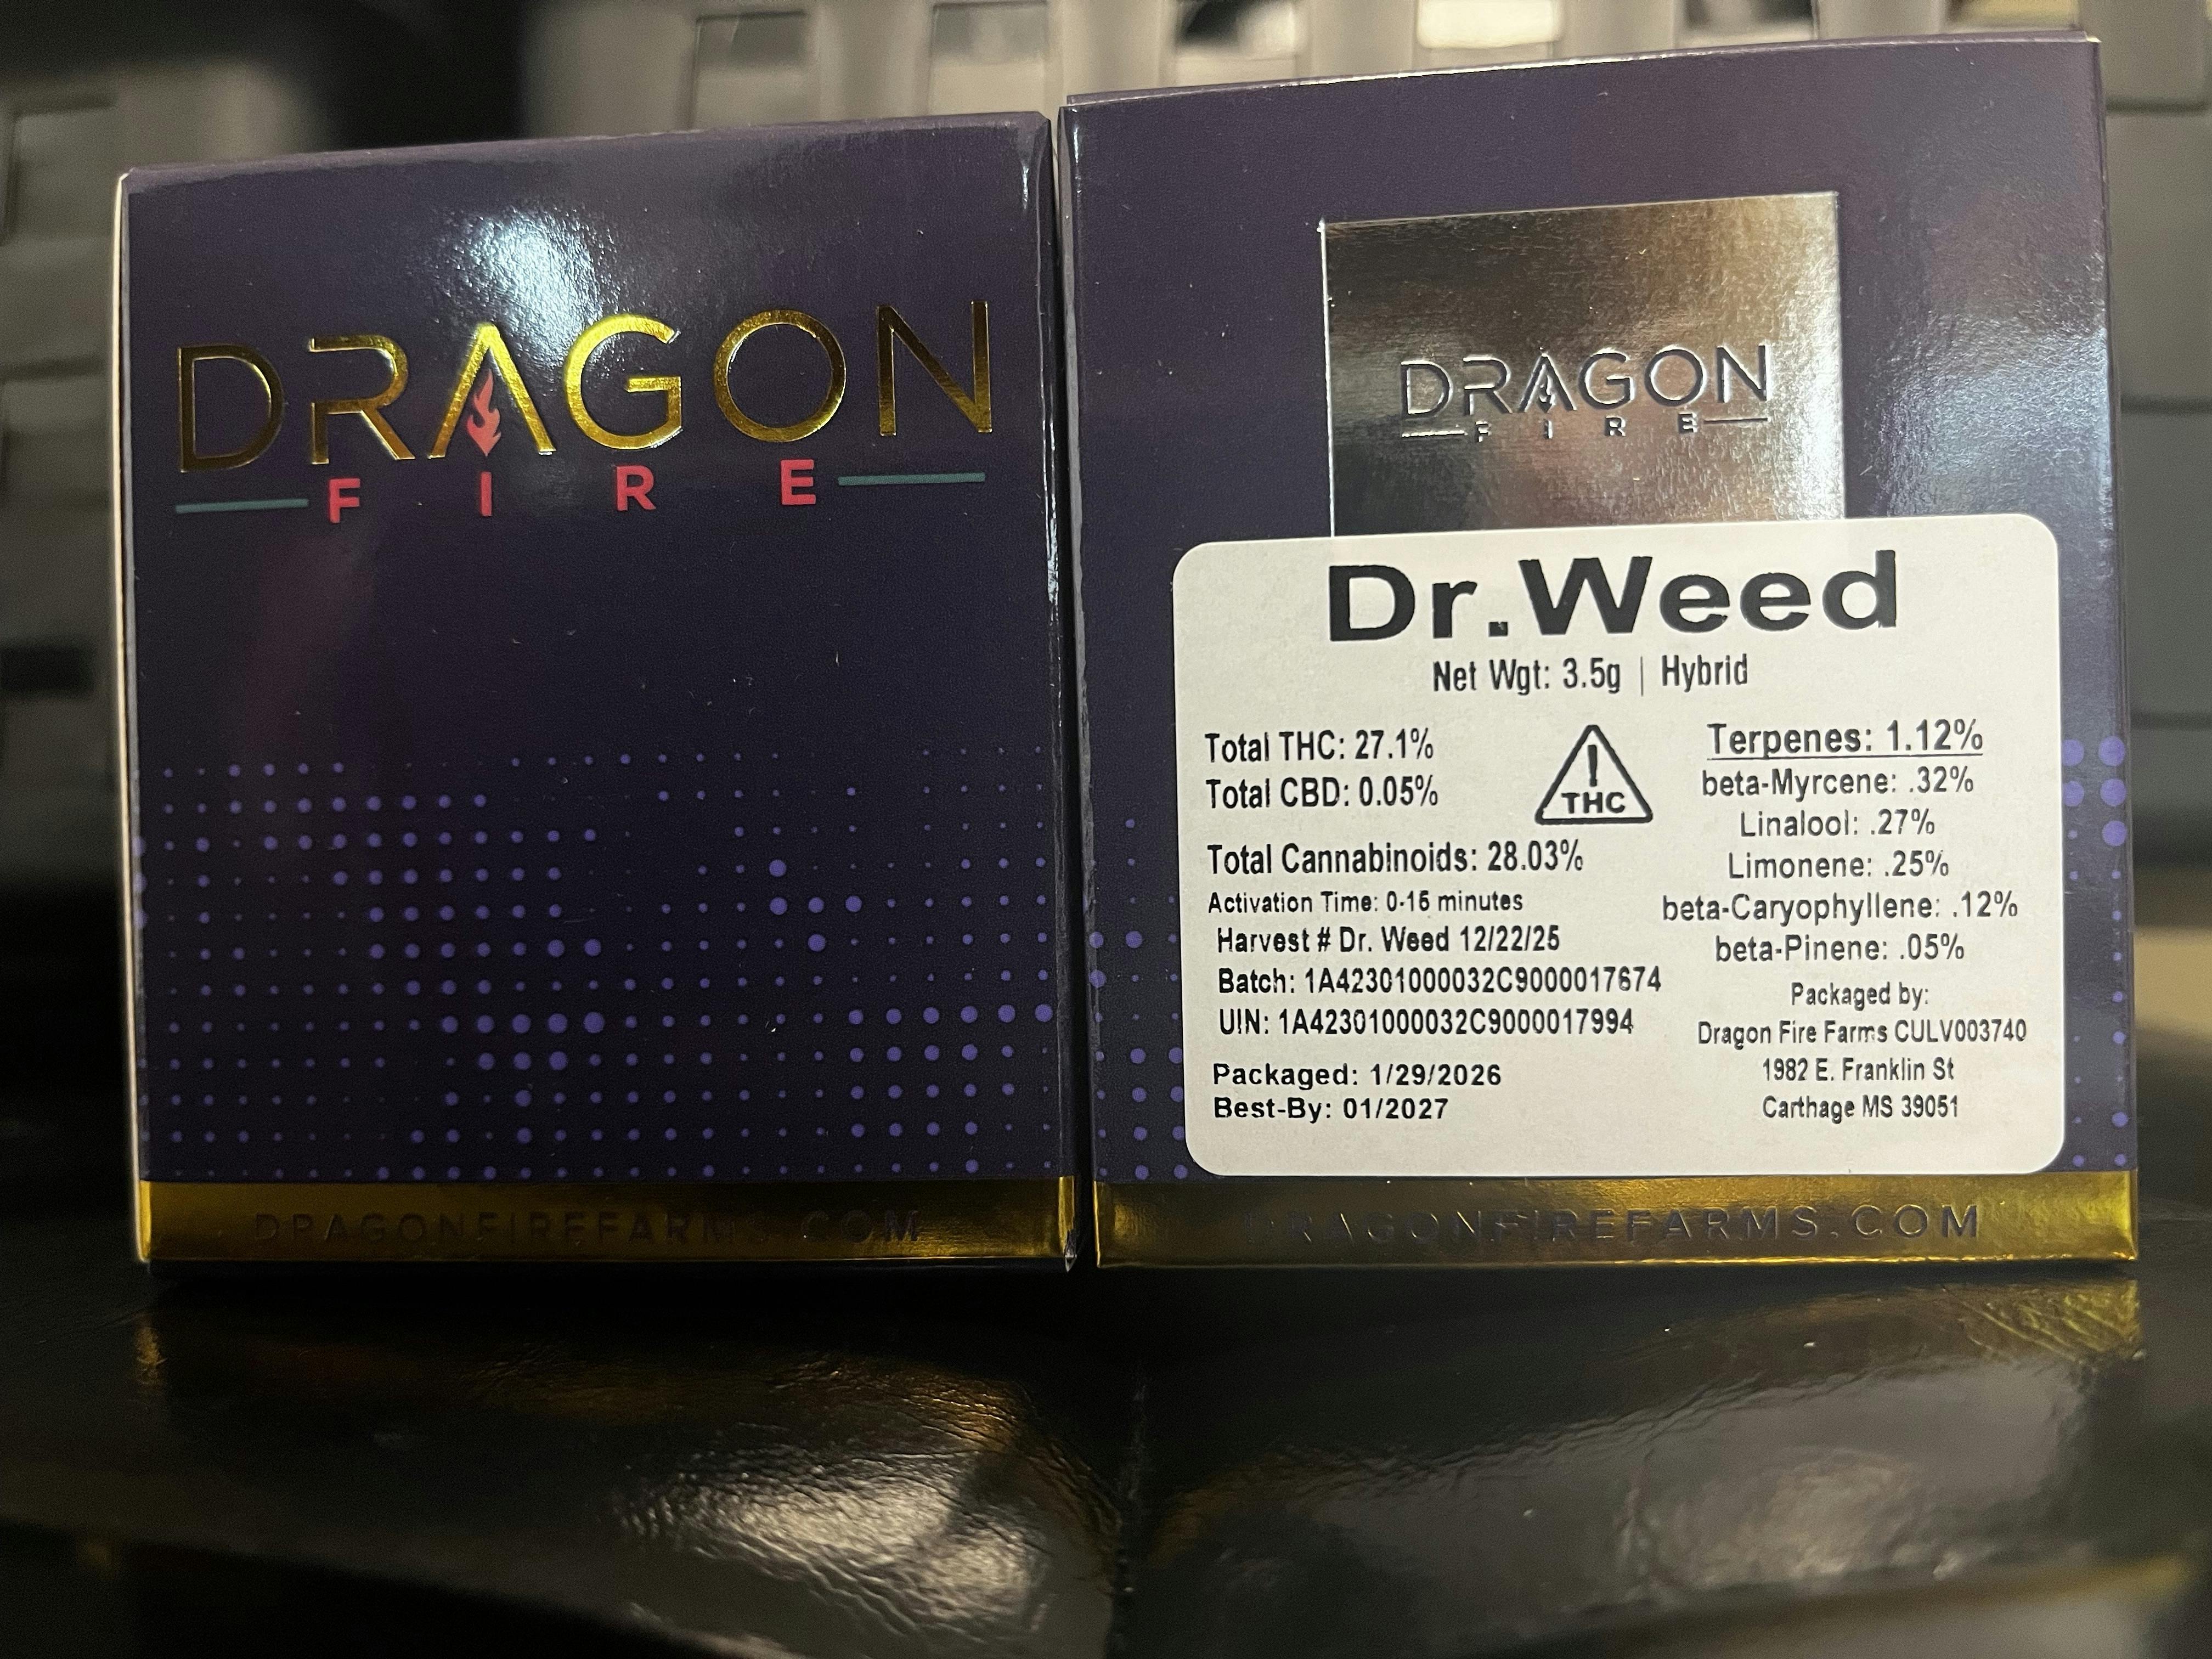 DRAGON
FIRE
DRAGONFIREFARMS.COM
DRAGON
FIRE
Dr.Weed
Net Wgt: 3.5g | Hybrid
Total THC: 27.1%
Total CBD: 0.05%
Total Cannabinoids: 28.03%
Activation Time: 0-15 minutes
Harvest # Dr. Weed 12/22/25
Batch: 1A42301000032C9000017674
UIN: 1A42301000032C9000017994
Packaged: 1/29/2026
Best-By: 01/2027
! THC
Terpenes: 1.12%
beta-Myrcene: .32%
Linalool: .27%
Limonene: .25%
beta-Caryophyllene: .12%
beta-Pinene: .05%
Packaged by:
Dragon Fire Farms CULV003740
1982 E. Franklin St
Carthage MS 39051
DRAGONFIREFARMS.COM